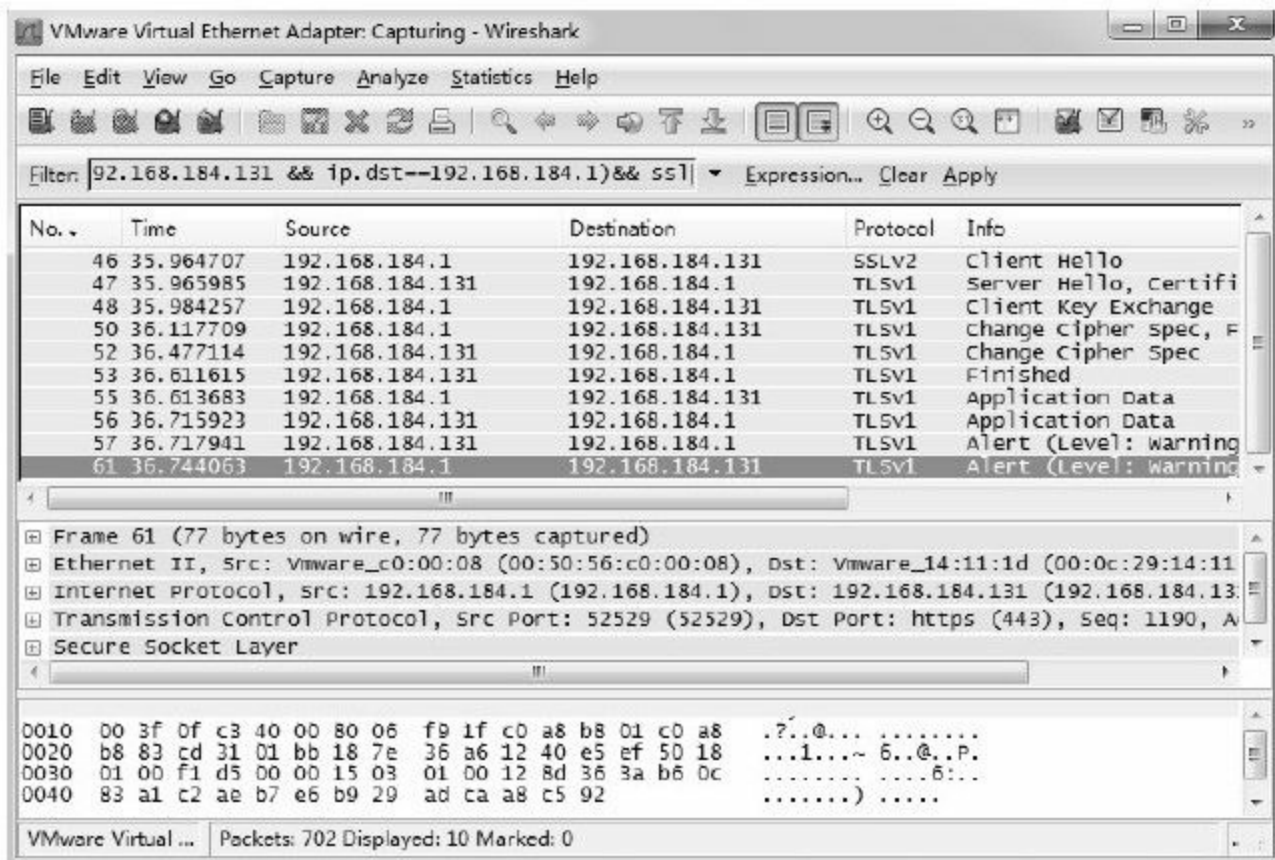 VMware Virtual Ethernet Adapter: Capturing - Wireshark
File Edit View Go Capture Analyze Statistics Help
Filter: 92.168.184.131 && ip.dst==192.168.184.1)&& ssl Expression... Clear Apply
No. Time Source Destination Protocol Info
46 35.964707 192.168.184.1 192.168.184.131 SSLv2 Client Hello
47 35.965985 192.168.184.131 192.168.184.1 TLSv1 Server Hello, Certifi
48 35.984257 192.168.184.1 192.168.184.131 TLSv1 Client Key Exchange
50 36.117709 192.168.184.1 192.168.184.131 TLSv1 Change Cipher Spec, F
52 36.477114 192.168.184.131 192.168.184.1 TLSv1 Change Cipher Spec
53 36.611615 192.168.184.131 192.168.184.1 TLSv1 Finished
55 36.613683 192.168.184.1 192.168.184.131 TLSv1 Application Data
56 36.715923 192.168.184.131 192.168.184.1 TLSv1 Application Data
57 36.717941 192.168.184.131 192.168.184.1 TLSv1 Alert (Level: Warning
61 36.744063 192.168.184.1 192.168.184.131 TLSv1 Alert (Level: Warning
Frame 61 (77 bytes on wire, 77 bytes captured)
Ethernet II, Src: Vmware_c0:00:08 (00:50:56:c0:00:08), Dst: Vmware_14:11:1d (00:0c:29:14:11
Internet Protocol, Src: 192.168.184.1 (192.168.184.1), Dst: 192.168.184.131 (192.168.184.13
Transmission Control Protocol, Src Port: 52529 (52529), Dst Port: https (443), Seq: 1190, A
Secure Socket Layer
0010 00 3f 0f c3 40 00 80 06 f9 1f c0 a8 b8 01 c0 a8 .?..@... ........
0020 b8 83 cd 31 01 bb 18 7e 36 a6 12 40 e5 ef 50 18 ...1...~ 6..@..P.
0030 01 00 f1 d5 00 00 15 03 01 00 12 8d 36 3a b6 0c ........ ....6:..
0040 83 a1 c2 ae b7 e6 b9 29 ad ca a8 c5 92 .......) .....
VMware Virtual ... Packets: 702 Displayed: 10 Marked: 0